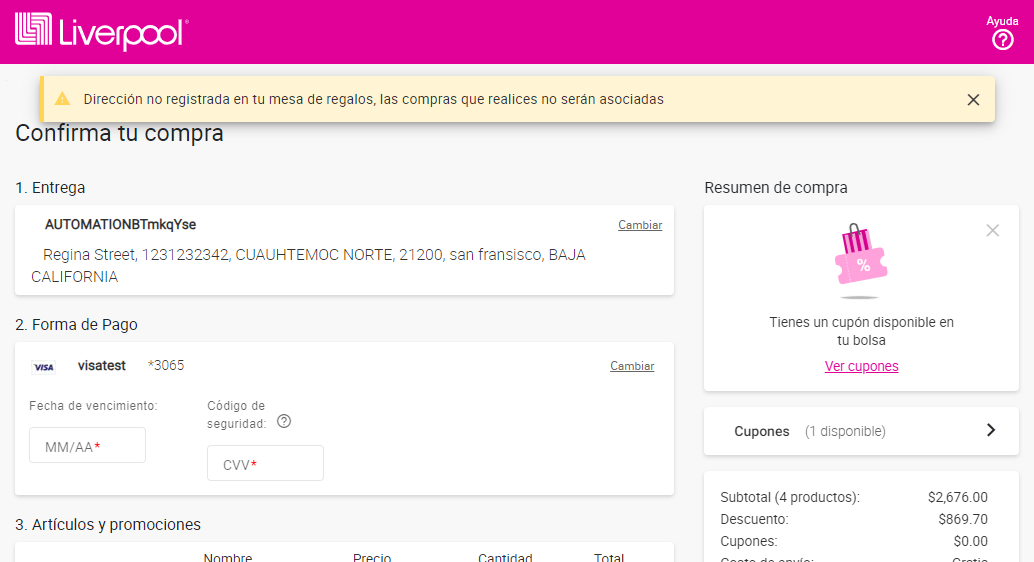 Liverpool
Ayuda
Dirección no registrada en tu mesa de regalos, las compras que realices no serán asociadas
Confirma tu compra
1. Entrega
AUTOMATIONBTmkqYse
Cambiar
Regina Street, 1231232342, CUAUHTEMOC NORTE, 21200, san fransisco, BAJA
CALIFORNIA
2. Forma de Pago
VISA visatest *3065
Cambiar
Fecha de vencimiento:
MM/AA*
Código de
seguridad:
CVV*
3. Artículos y promociones
Nombre Precio Cantidad Total
Resumen de compra
%
Tienes un cupón disponible en
tu bolsa
Ver cupones
Cupones (1 disponible)
Subtotal (4 productos): $2,676.00
Descuento: $869.70
Cupones: $0.00
Costo de envío: Gratis